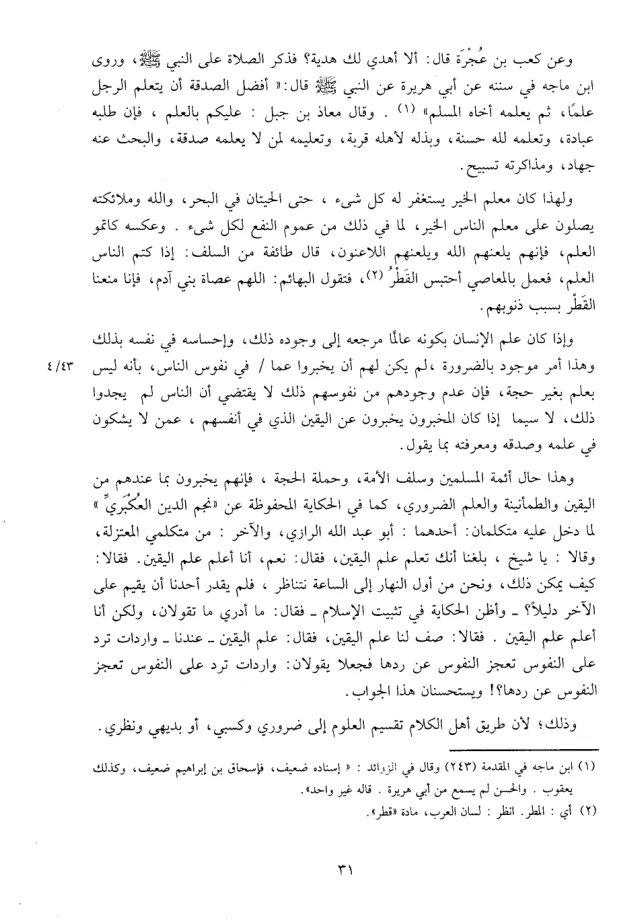 وعن كعب بن عُجْرَة قال: ألا أهدي لك هدية؟ فذكر الصلاة على النبي ﷺ، وروى
ابن ماجه في سننه عن أبي هريرة عن النبي ﷺ قال:« أفضل الصدقة أن يتعلم الرجل
علمًا، ثم يعلمه أخاه المسلم» (١) . وقال معاذ بن جبل : عليكم بالعلم ، فإن طلبه
عبادة، وتعلمه لله حسنة، وبذله لأهله قربة، وتعليمه لمن لا يعلمه صدقة، والبحث عنه
جهاد، ومذاكرته تسبيح.
ولهذا كان معلم الخير يستغفر له كل شىء ، حتى الحيتان في البحر، والله وملائكته
يصلون على معلم الناس الخير، لما في ذلك من عموم النفع لكل شىء . وعكسه كاتمو
العلم، فإنهم يلعنهم الله ويلعنهم اللاعنون، قال طائفة من السلف: إذا كتم الناس
العلم، فعمل بالمعاصي أحتبس القَطْرُ (٢)، فتقول البهائم: اللهم عصاة بني آدم، فإنا منعنا
القَطْر بسبب ذنوبهم.
وإذا كان علم الإنسان بكونه عالمًا مرجعه إلى وجوده ذلك، وإحساسه في نفسه بذلك
وهذا أمر موجود بالضرورة ،لم يكن لهم أن يخبروا عما / في نفوس الناس، بأنه ليس ٤/٤٣
بعلم بغير حجة، فإن عدم وجودهم من نفوسهم ذلك لا يقتضي أن الناس لم يجدوا
ذلك، لا سيما إذا كان المخبرون يخبرون عن اليقين الذي في أنفسهم ، عمن لا يشكون
في علمه وصدقه ومعرفته بما يقول.
وهذا حال أئمة المسلمين وسلف الأمة، وحملة الحجة ، فإنهم يخبرون بما عندهم من
اليقين والطمأنينة والعلم الضروري، كما في الحكاية المحفوظة عن «نجم الدين العُكْبَريِّ »
لما دخل عليه متكلمان: أحدهما : أبو عبد الله الرازي، والآخر : من متكلمي المعتزلة،
وقالا : يا شيخ ، بلغنا أنك تعلم علم اليقين، فقال: نعم، أنا أعلم علم اليقين. فقالا:
كيف يمكن ذلك، ونحن من أول النهار إلى الساعة نتناظر ، فلم يقدر أحدنا أن يقيم على
الآخر دليلاً؟ ـ وأظن الحكاية في تثبيت الإسلام ـ فقال: ما أدري ما تقولان، ولكن أنا
أعلم علم اليقين . فقالا: صف لنا علم اليقين، فقال: علم اليقين ـ عندنا ـ واردات ترد
على النفوس تعجز النفوس عن ردها فجعلا يقولان: واردات ترد على النفوس تعجز
النفوس عن ردها؟! ويستحسنان هذا الجواب.
وذلك؛ لأن طريق أهل الكلام تقسيم العلوم إلى ضروري وكسبي، أو بديهي ونظري.
(١) ابن ماجه في المقدمة (٢٤٣) وقال في الزوائد : « إسناده ضعيف، فإسحاق بن إبراهيم ضعيف، وكذلك
يعقوب . والحسن لم يسمع من أبي هريرة . قاله غير واحد».
(٢) أي : المطر. انظر : لسان العرب، مادة «قطر».
٣١